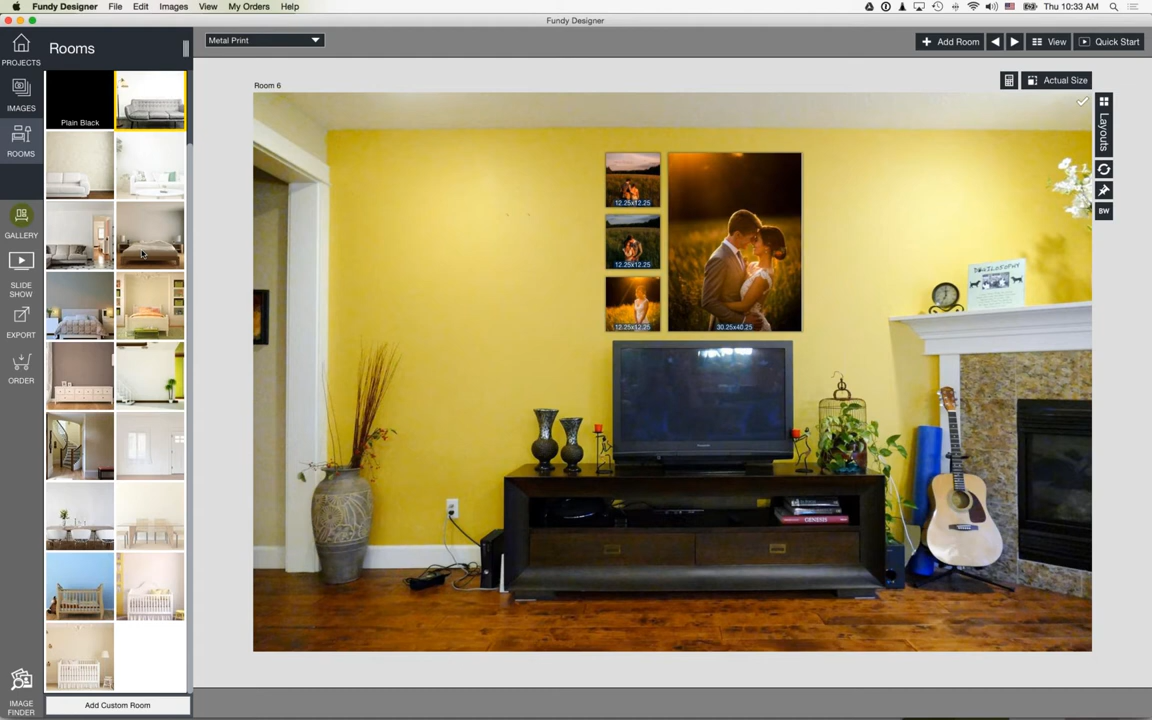 Fundy Designer File Edit Images View My Orders Help
Thu 10:33 AM
Fundy Designer
PROJECTS
IMAGES
ROOMS
GALLERY
SLIDE
SHOW
EXPORT
ORDER
IMAGE
FINDER
Rooms
Plain Black
Add Custom Room
Metal Print
Add Room
View
Quick Start
Room 6
Actual Size
Layouts
BW
12.25x12.25
12.25x12.25
12.25x12.25
30.25x40.25
PHILOSOPHY
GENESIS